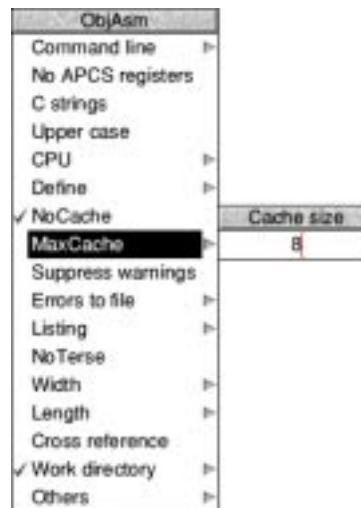 ObjAsm
Command line
No APCS registers
C strings
Upper case
CPU
Define
✓ NoCache
MaxCache
Cache size
8
Suppress warnings
Errors to file
Listing
NoTerse
Width
Length
Cross reference
✓ Work directory
Others